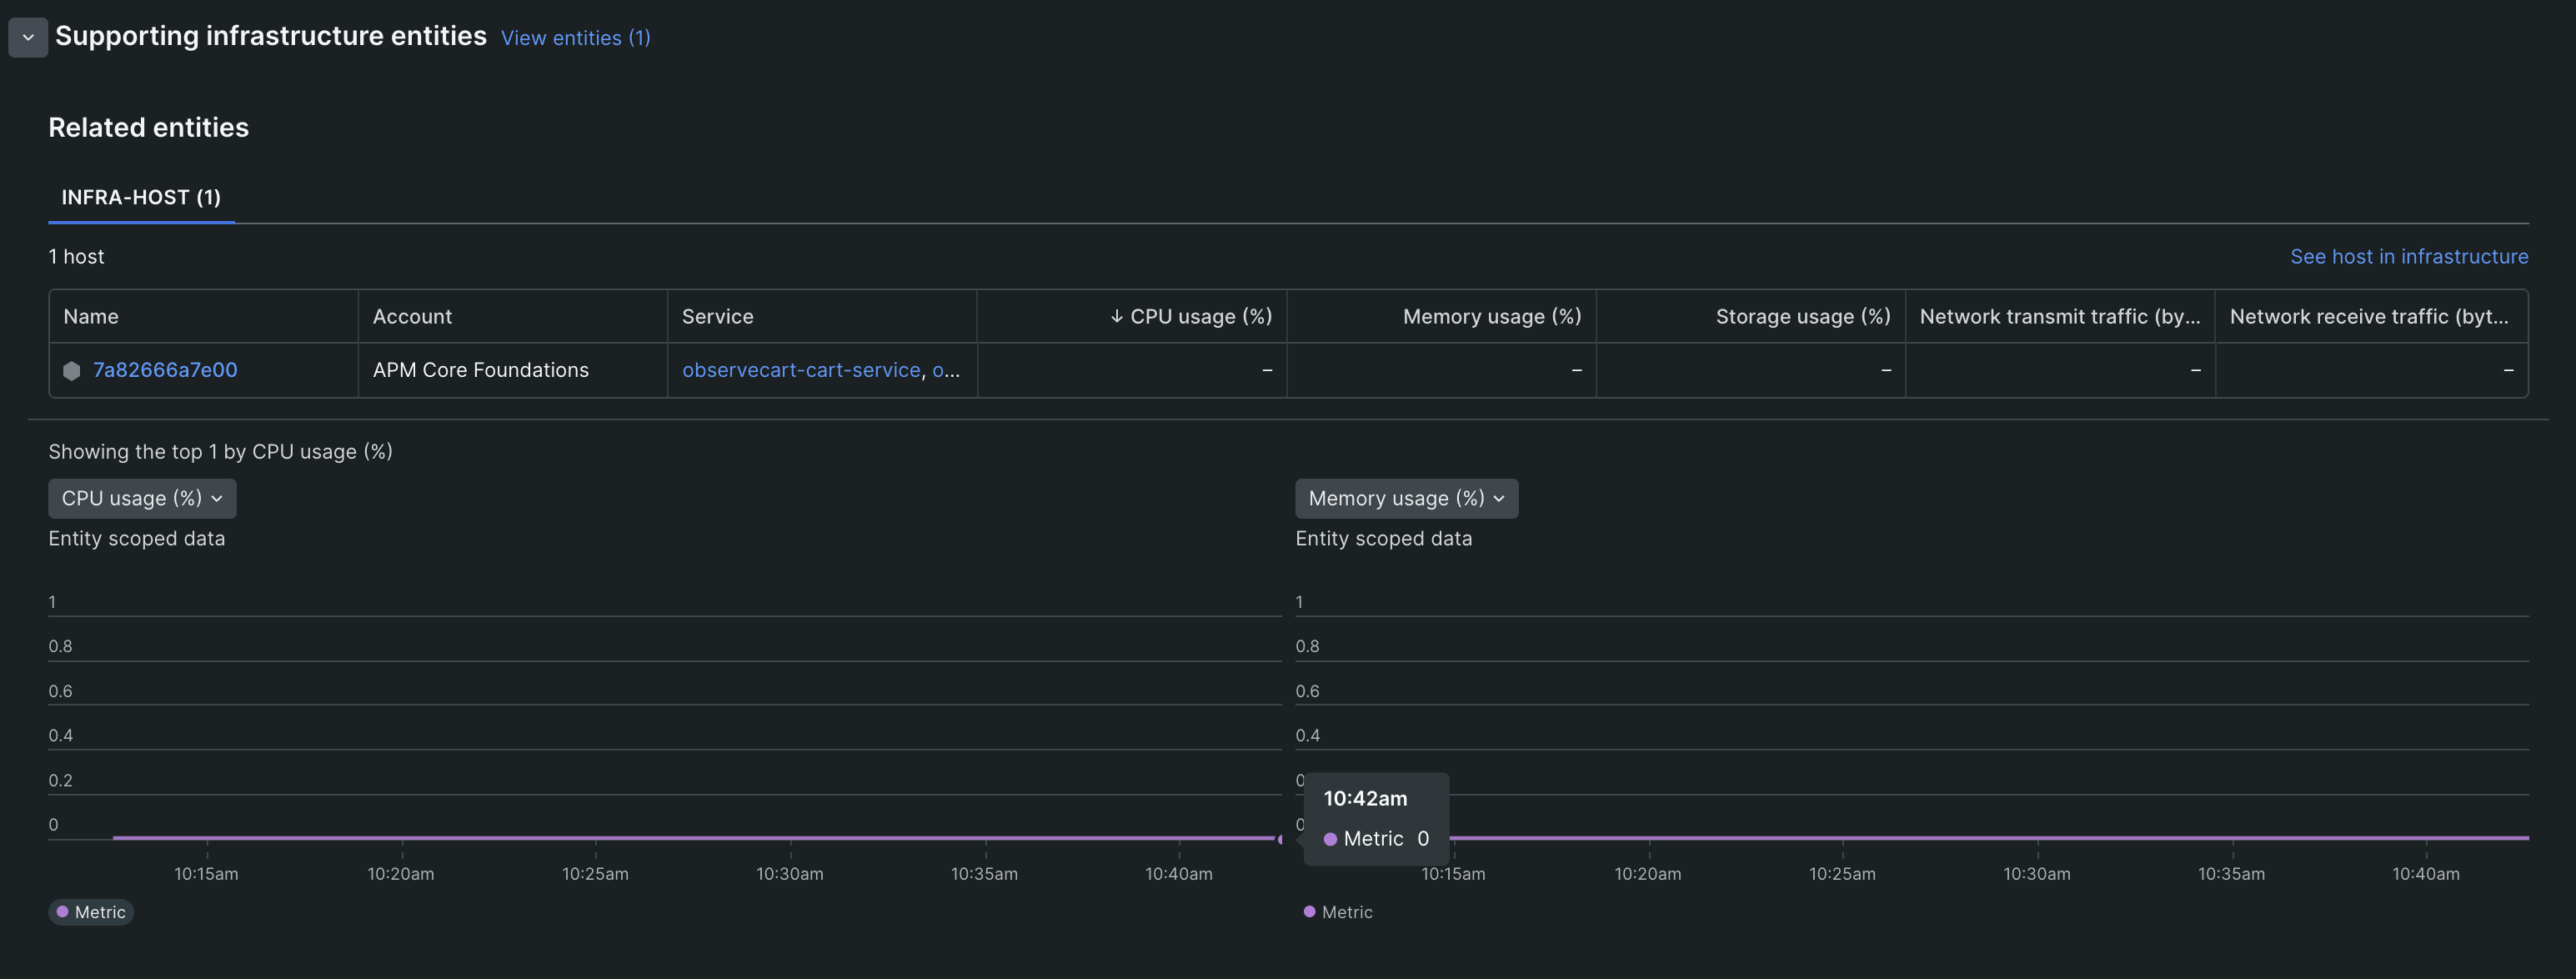 Supporting infrastructure entities View entities (1)
Related entities
INFRA-HOST (1)
1 host See host in infrastructure
Name Account Service ↓ CPU usage (%) Memory usage (%) Storage usage (%) Network transmit traffic (by... Network receive traffic (byt...
7a82666a7e00 APM Core Foundations observecart-cart-service, o... – – – – –
Showing the top 1 by CPU usage (%)
CPU usage (%) Memory usage (%)
Entity scoped data Entity scoped data
1 1
0.8 0.8
0.6 0.6
0.4 0.4
0.2 0
10:42am
0 0
Metric 0
10:15am 10:20am 10:25am 10:30am 10:35am 10:40am 10:15am 10:20am 10:25am 10:30am 10:35am 10:40am
Metric Metric